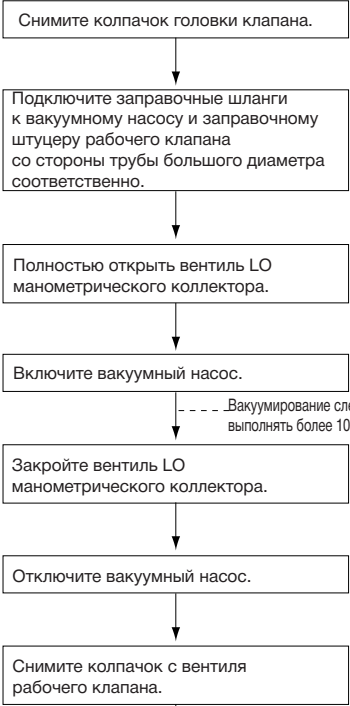 Снимите колпачок головки клапана.
Подключите заправочные шланги
к вакуумному насосу и заправочному
штуцеру рабочего клапана
со стороны трубы большого диаметра
соответственно.
Полностью открыть вентиль LO
манометрического коллектора.
Включите вакуумный насос.
Вакуумирование
выполнять более 10
Закройте вентиль LO
манометрического коллектора.
Отключите вакуумный насос.
Снимите колпачок с вентиля
рабочего клапана.